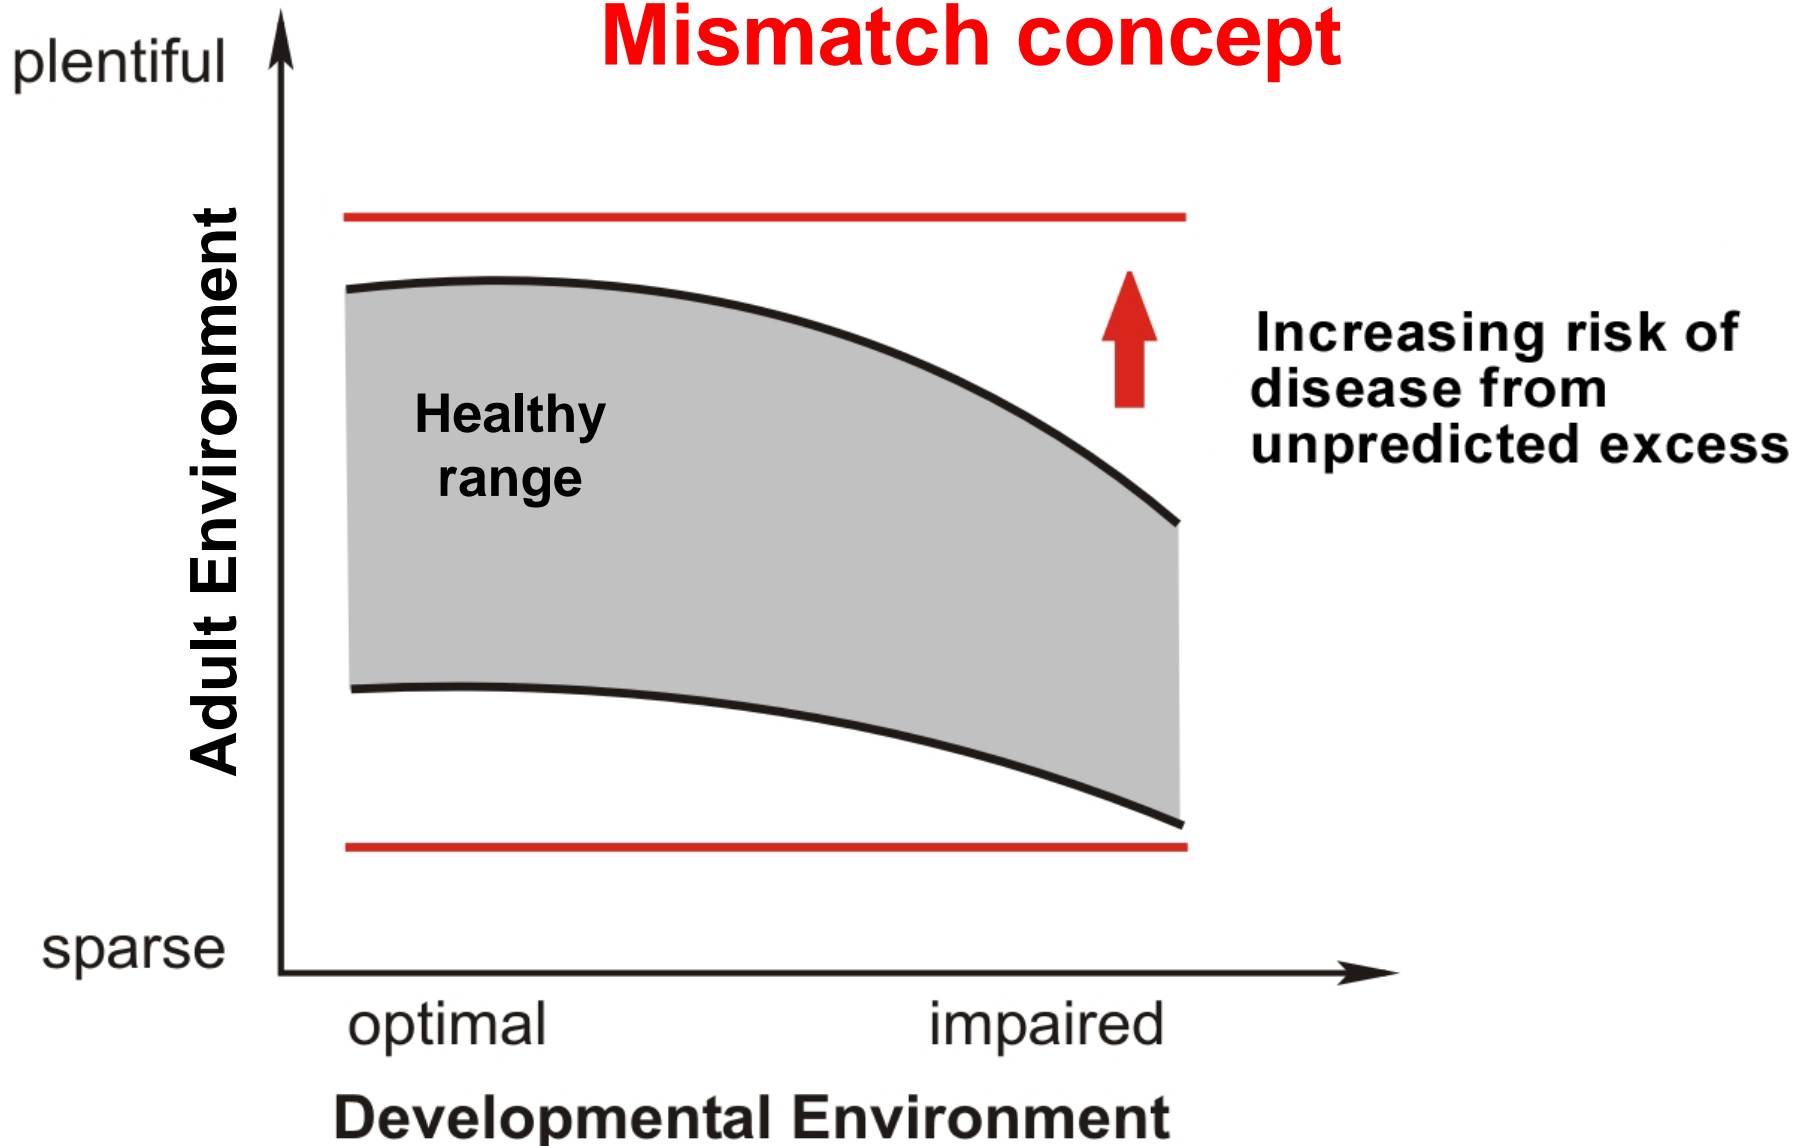 Mismatch concept
plentiful
Adult Environment
Healthy
range
Increasing risk of
disease from
unpredicted excess
sparse
optimal
impaired
Developmental Environment